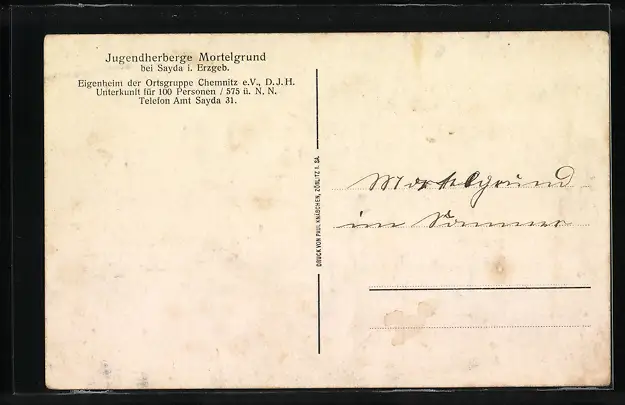 Jugendherberge Mortelgrund
bei Sayda i. Erzgeb.
Eigenheim der Ortsgruppe Chemnitz e.V., D.J.H.
Unterkunft für 100 Personen / 575 ü. N. N.
Telefon Amt Sayda 31.
DRUCK VON PAUL KNÄBCHEN, ZÖRLITZ I. SA.
Mortelgrund
im Sommer